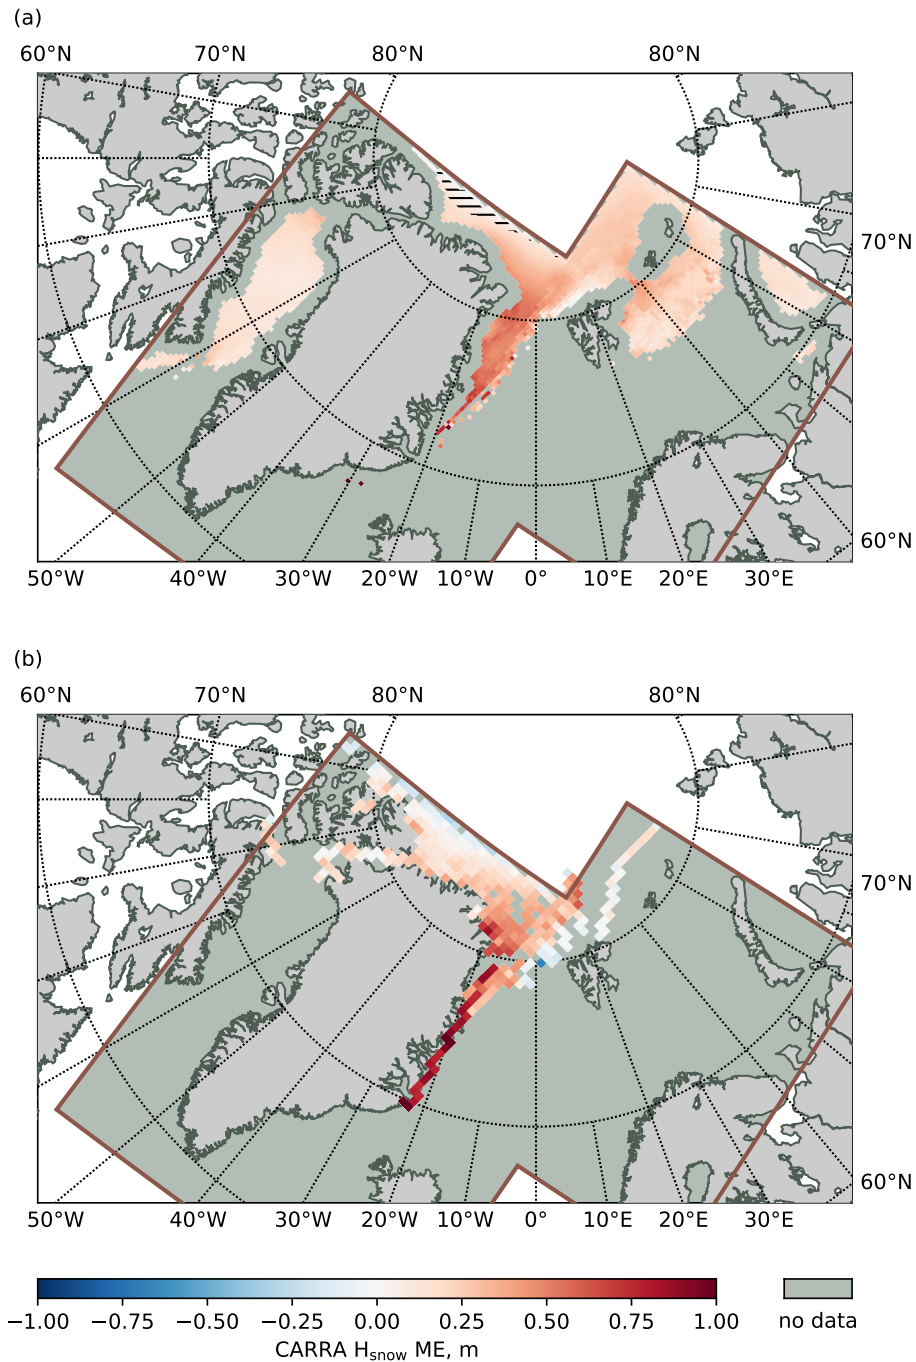 (a)
60°N 70°N 80°N 80°N
70°N
60°N
50°W 40°W 30°W 20°W 10°W 0° 10°E 20°E 30°E
(b)
60°N 70°N 80°N 80°N
70°N
60°N
50°W 40°W 30°W 20°W 10°W 0° 10°E 20°E 30°E
−1.00 −0.75 −0.50 −0.25 0.00 0.25 0.50 0.75 1.00 no data
CARRA Hsnow ME, m